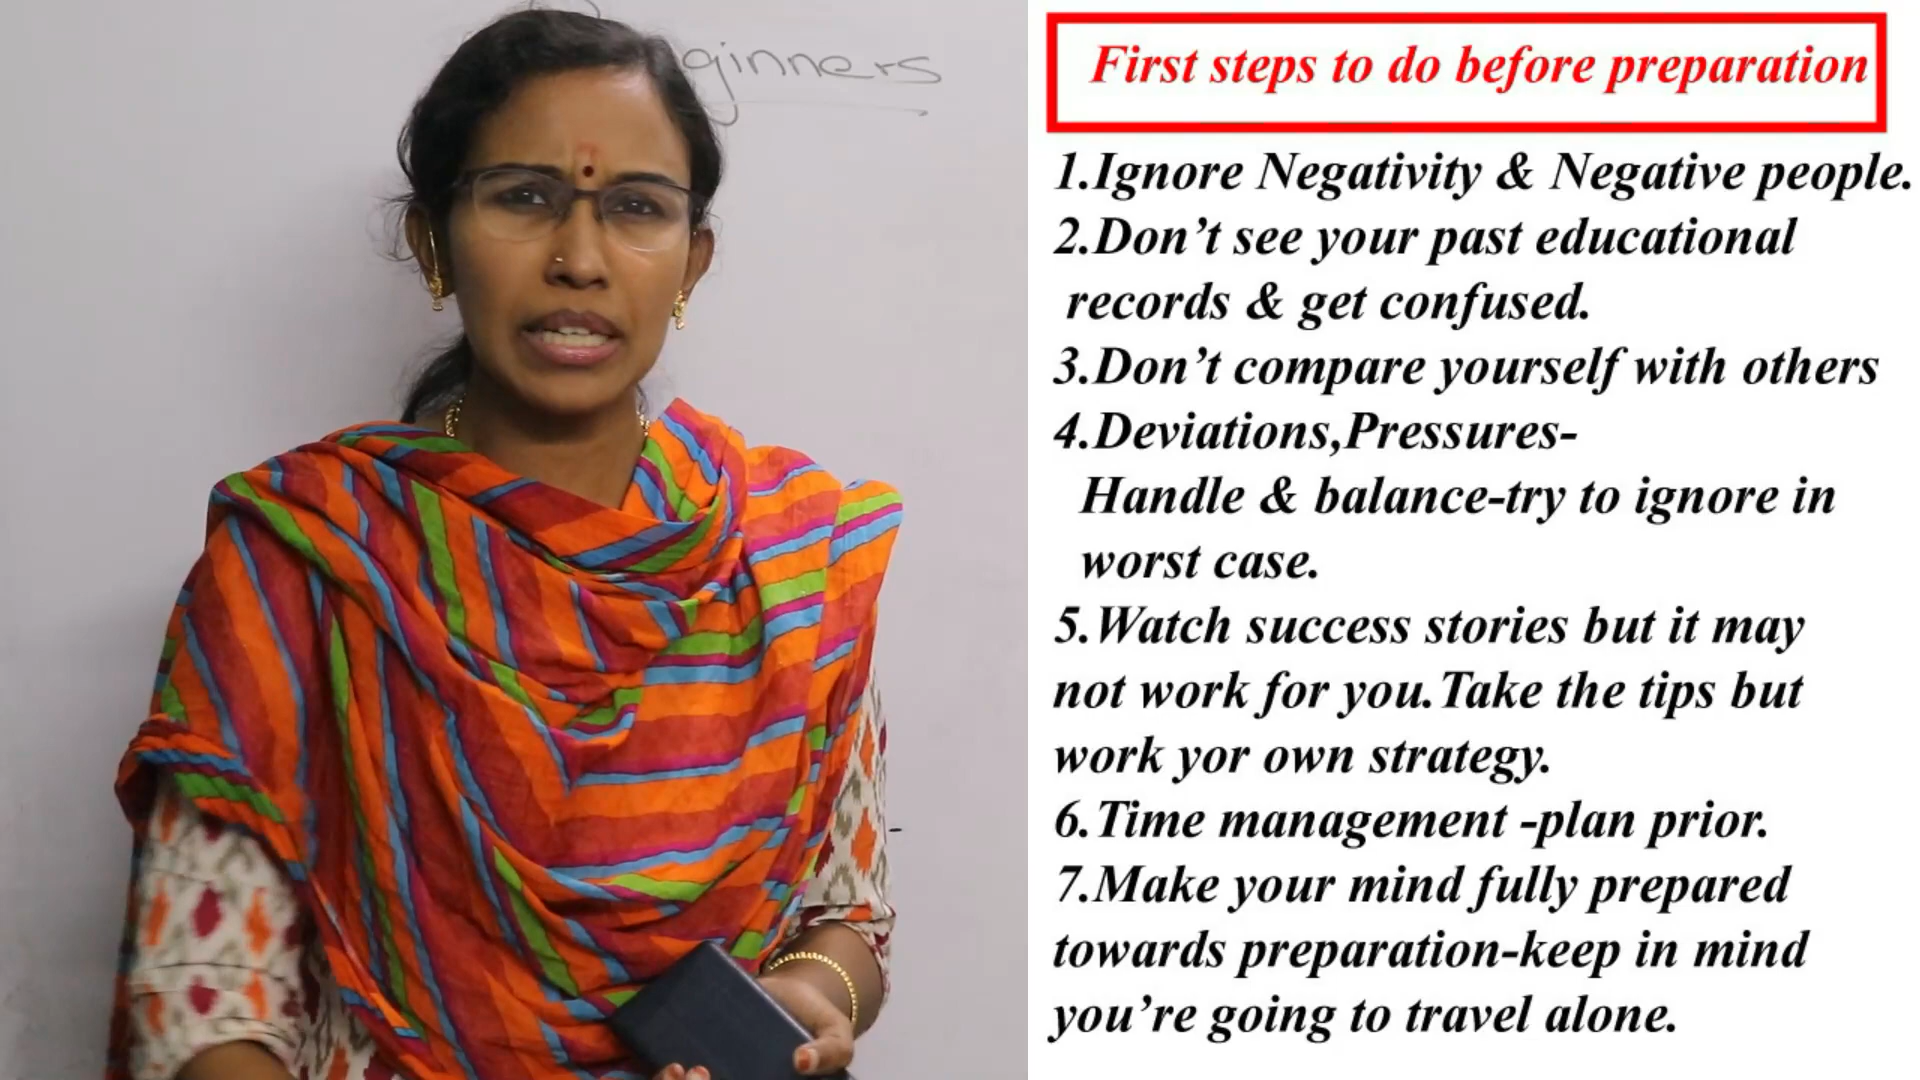 ginners
First steps to do before preparation
1.Ignore Negativity & Negative people.
2.Don’t see your past educational
records & get confused.
3.Don’t compare yourself with others
4.Deviations,Pressures-
Handle & balance-try to ignore in
worst case.
5.Watch success stories but it may
not work for you.Take the tips but
work yor own strategy.
6.Time management -plan prior.
7.Make your mind fully prepared
towards preparation-keep in mind
you’re going to travel alone.